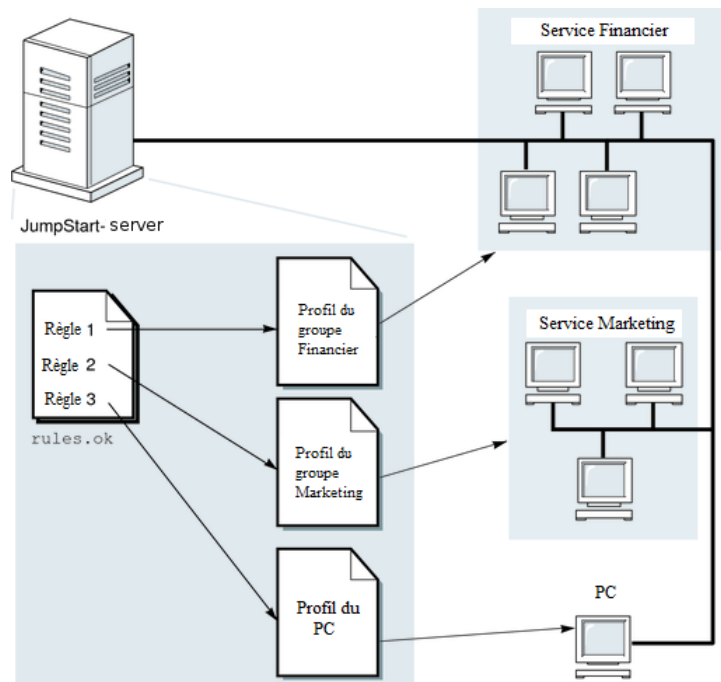 Service Financier
JumpStart- server
Règle 1
Règle 2
Règle 3
rules.ok
Profil du
groupe
Financier
Profil du
groupe
Marketing
Profil du
PC
Service Marketing
PC